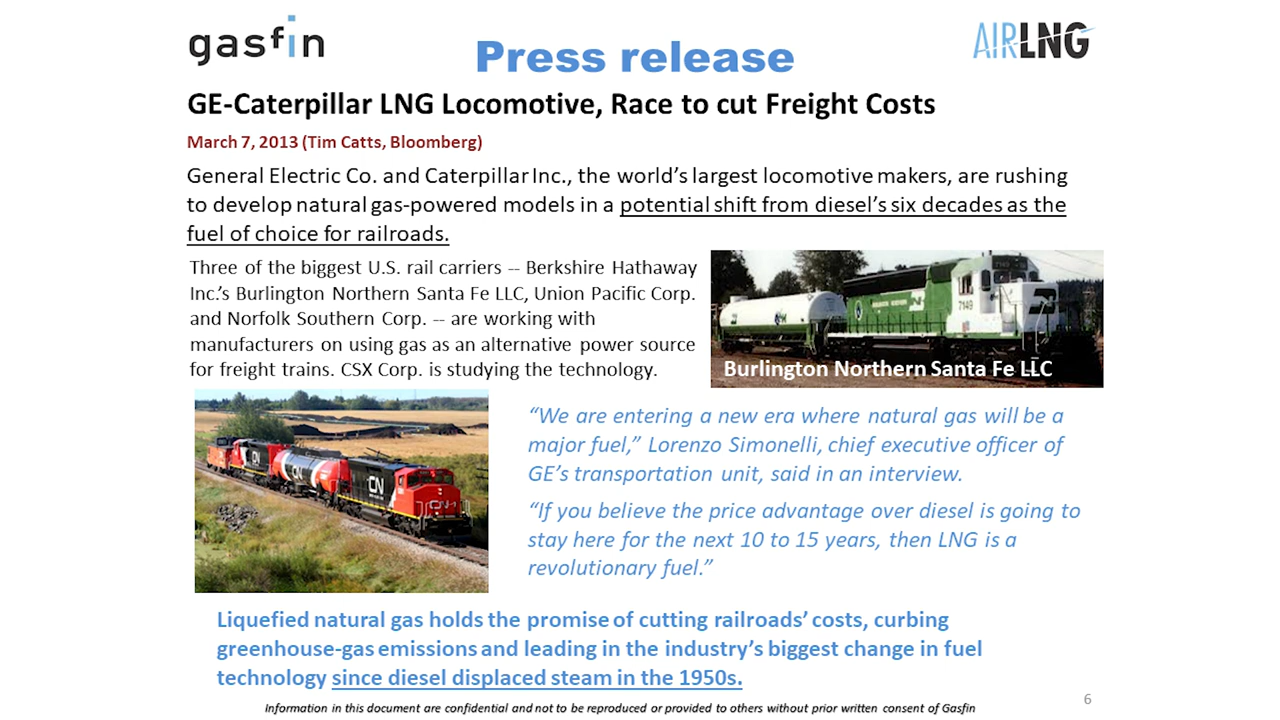 gasfin
AIRLNG
Press release
GE-Caterpillar LNG Locomotive, Race to cut Freight Costs
March 7, 2013 (Tim Catts, Bloomberg)
General Electric Co. and Caterpillar Inc., the world’s largest locomotive makers, are rushing
to develop natural gas-powered models in a potential shift from diesel’s six decades as the
fuel of choice for railroads.
Three of the biggest U.S. rail carriers -- Berkshire Hathaway
Inc.’s Burlington Northern Santa Fe LLC, Union Pacific Corp.
and Norfolk Southern Corp. -- are working with
manufacturers on using gas as an alternative power source
for freight trains. CSX Corp. is studying the technology.
7149
Burlington Northern Santa Fe LLC
CN
CN
CN
CN
“We are entering a new era where natural gas will be a
major fuel,” Lorenzo Simonelli, chief executive officer of
GE’s transportation unit, said in an interview.
“If you believe the price advantage over diesel is going to
stay here for the next 10 to 15 years, then LNG is a
revolutionary fuel.”
Liquefied natural gas holds the promise of cutting railroads’ costs, curbing
greenhouse-gas emissions and leading in the industry’s biggest change in fuel
technology since diesel displaced steam in the 1950s.
6
Information in this document are confidential and not to be reproduced or provided to others without prior written consent of Gasfin